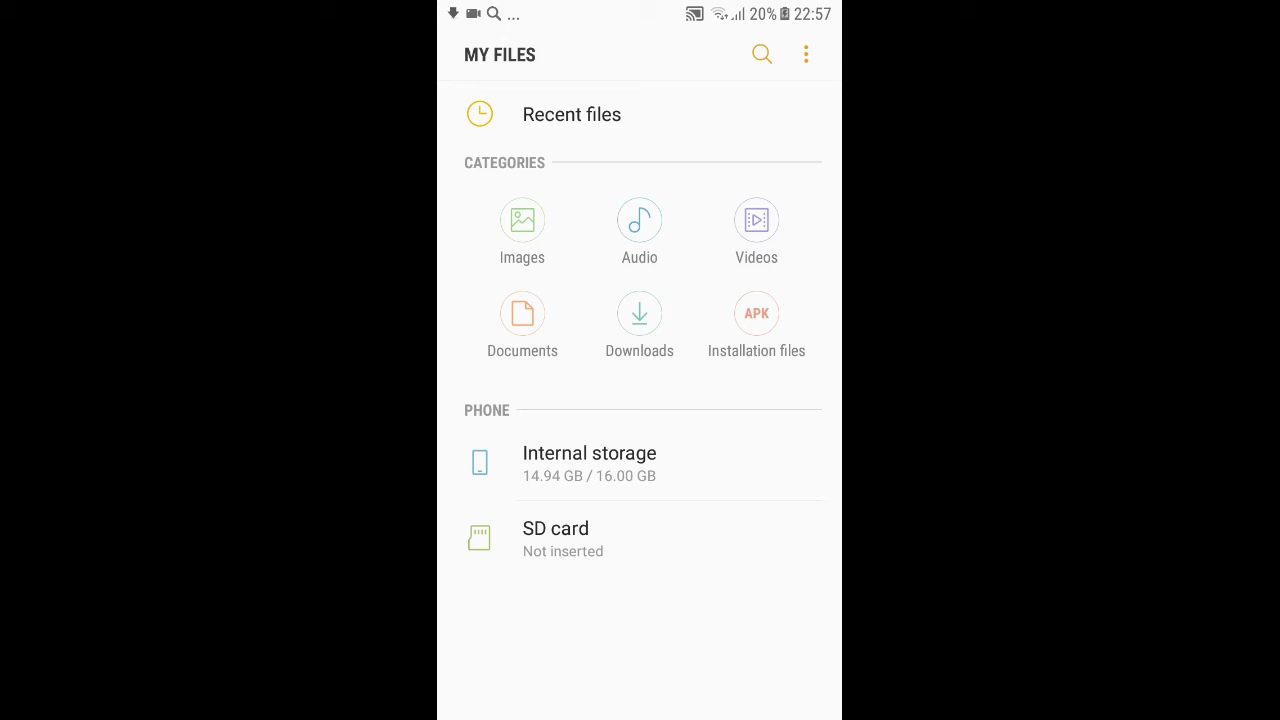 ... 20% 22:57
MY FILES
Recent files
CATEGORIES
Images Audio Videos
APK
Documents Downloads Installation files
PHONE
Internal storage
14.94 GB / 16.00 GB
SD card
Not inserted